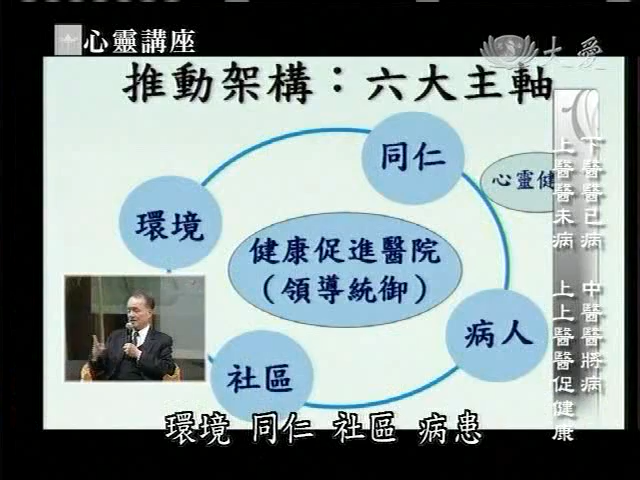 心靈講座
大愛
推動架構：六大主軸
同仁
心靈健
環境
健康促進醫院
（領導統御）
病人
社區
下醫醫已病 中醫醫將病
上醫醫未病 上上醫醫促健康
環境 同仁 社區 病患